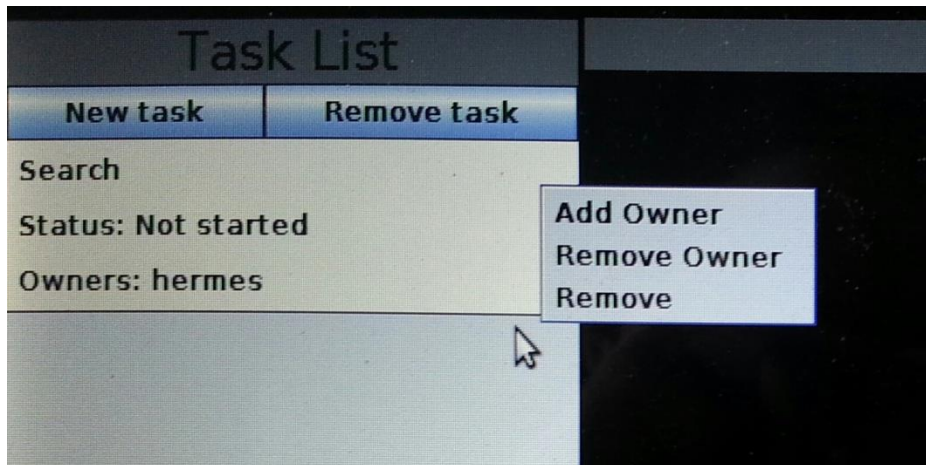 Task List
New task Remove task
Search
Status: Not started
Owners: hermes
Add Owner
Remove Owner
Remove